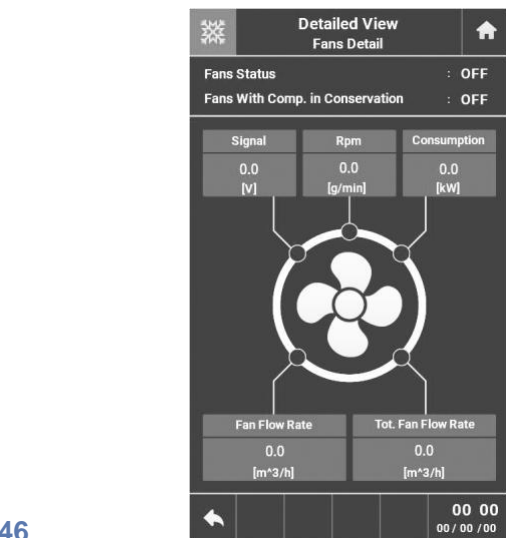 Detailed View
Fans Detail
Fans Status : OFF
Fans With Comp. in Conservation : OFF
Signal Rpm Consumption
0.0 0.0 0.0
[V] [g/min] [kW]
Fan Flow Rate Tot. Fan Flow Rate
0.0 0.0
[m^3/h] [m^3/h]
00 00
00 / 00 / 00
46